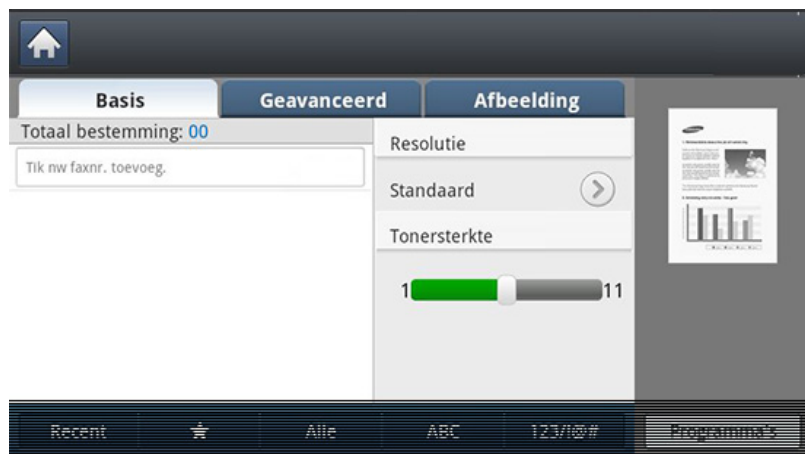 Basis
Geavanceerd
Afbeelding
Totaal bestemming: 00
Tik nw faxnr. toevoeg.
Resolutie
Standaard
Tonersterkte
1
11
Recent
Alle
ABC
123/!@#
Programma's